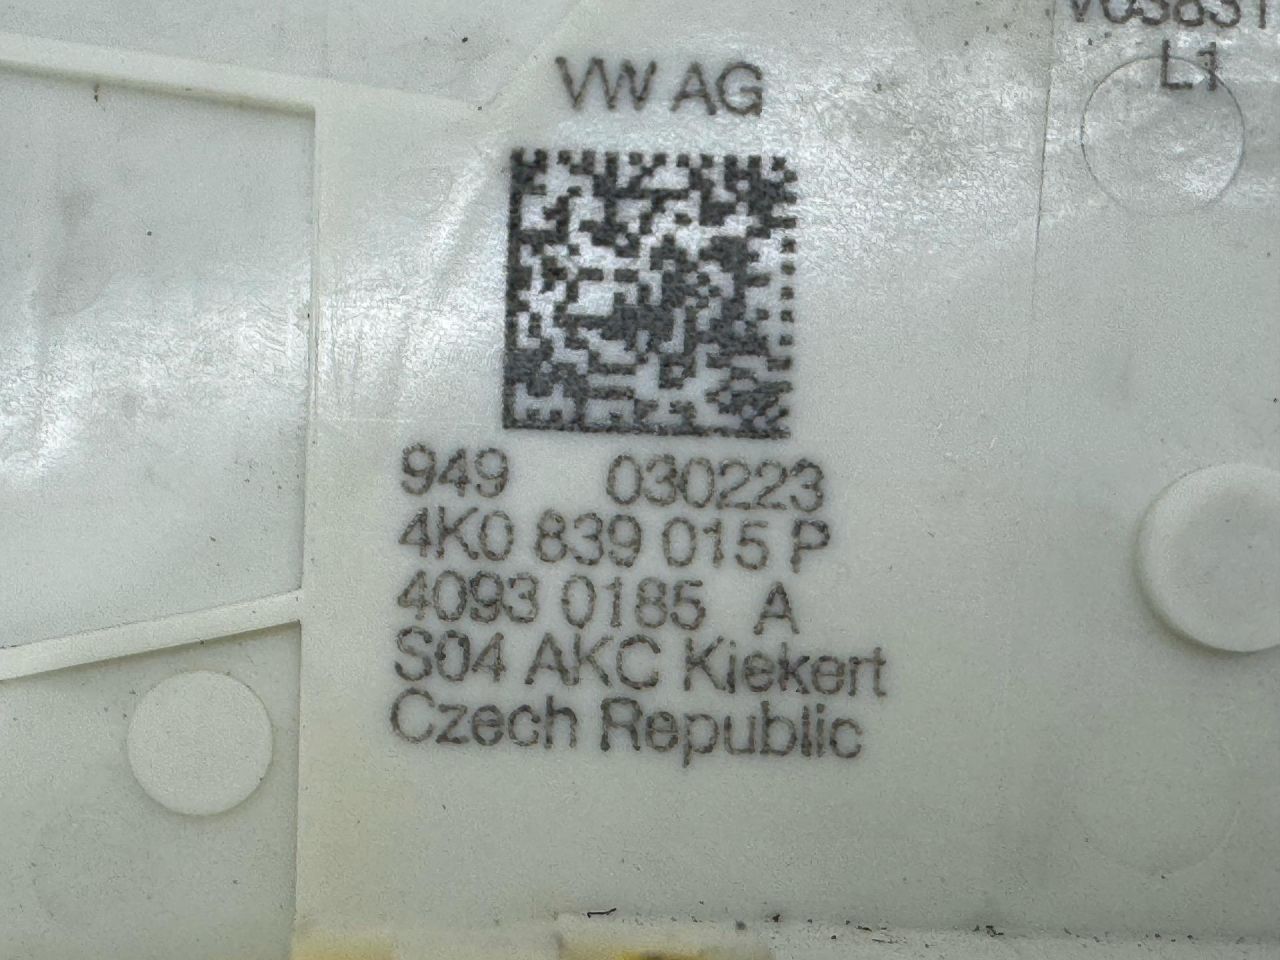 L1
VW AG
949 030223
4K0 839 015 P
4093 0185 A
S04 AKC Kiekert
Czech Republic